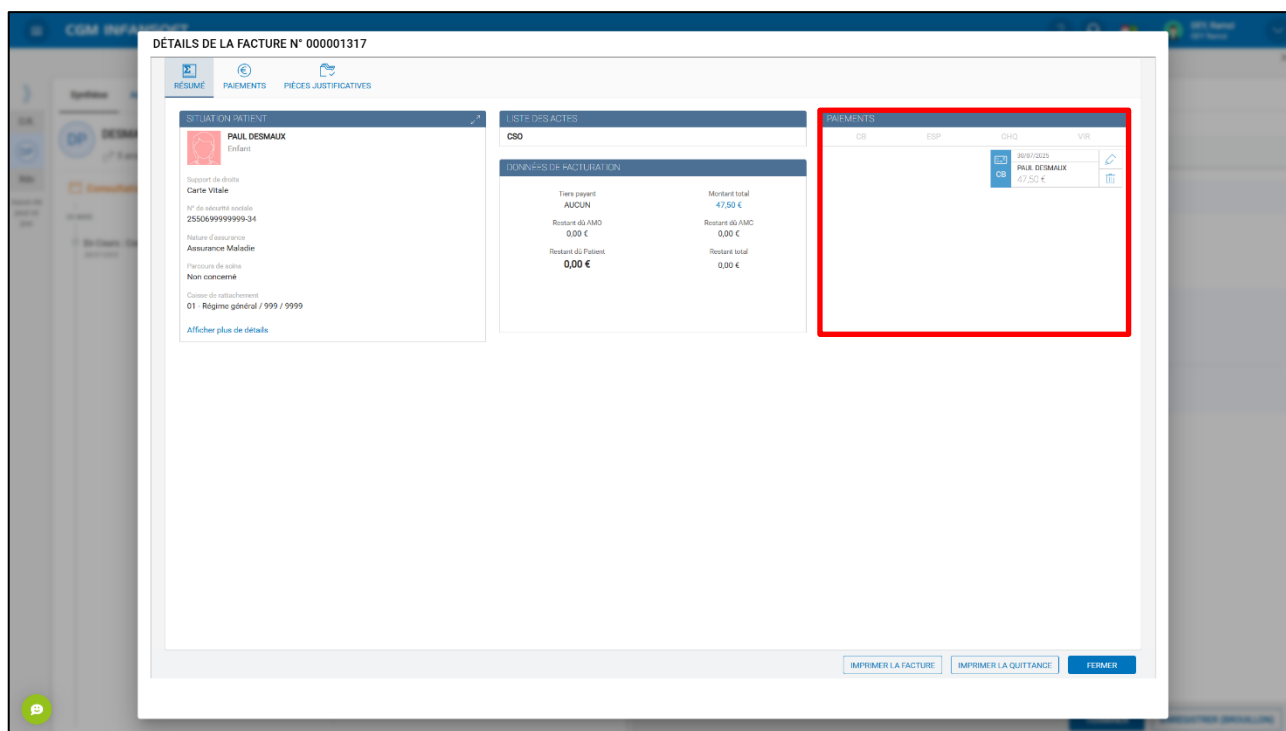 CGM INFANSOFT
DÉTAILS DE LA FACTURE N° 000001317
RÉSUMÉ
PAIEMENTS
PIÈCES JUSTIFICATIVES
SITUATION PATIENT
PAUL DESMAUX
Enfant
Support de droits
Carte Vitale
N° de sécurité sociale
2550699999999-34
Nature d'assurance
Assurance Maladie
Parcours de soins
Non concerné
Caisse de rattachement
01 - Régime général / 999 / 9999
Afficher plus de détails
LISTE DES ACTES
CSO
DONNÉES DE FACTURATION
Tiers payant
AUCUN
Montant total
47,50 €
Restant dû AMO
0,00 €
Restant dû AMC
0,00 €
Restant dû Patient
0,00 €
Restant total
0,00 €
PAIEMENTS
CB ESP CHQ VIR
30/07/2025
CB
PAUL DESMAUX
47,50 €
IMPRIMER LA FACTURE
IMPRIMER LA QUITTANCE
FERMER